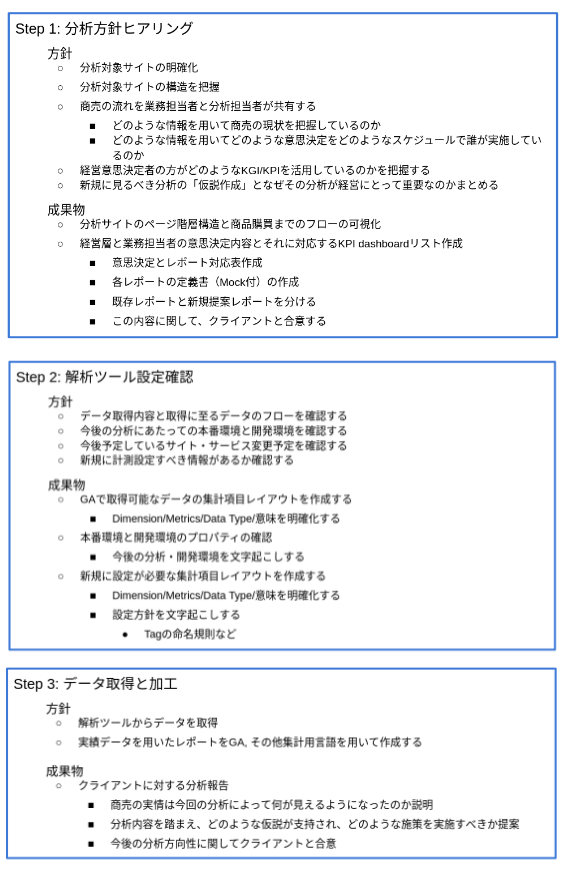 Step 1: 分析方針ヒアリング
方針
○ 分析対象サイトの明確化
○ 分析対象サイトの構造を把握
○ 商売の流れを業務担当者と分析担当者が共有する
■ どのような情報を用いて商売の現状を把握しているのか
■ どのような情報を用いてどのような意思決定をどのようなスケジュールで誰が実施してい
るのか
○ 経営意思決定者の方がどのようなKGI/KPIを活用しているのかを把握する
○ 新規に見るべき分析の「仮説作成」となぜその分析が経営にとって重要なのかまとめる
成果物
○ 分析サイトのページ階層構造と商品購買までのフローの可視化
○ 経営層と業務担当者の意思決定内容とそれに対応するKPI dashboardリスト作成
■ 意思決定とレポート対応表作成
■ 各レポートの定義書（Mock付）の作成
■ 既存レポートと新規提案レポートを分ける
■ この内容に関して、クライアントと合意する
Step 2: 解析ツール設定確認
方針
○ データ取得内容と取得に至るデータのフローを確認する
○ 今後の分析にあたっての本番環境と開発環境を確認する
○ 今後予定しているサイト・サービス変更予定を確認する
○ 新規に計測設定すべき情報があるか確認する
成果物
○ GAで取得可能なデータの集計項目レイアウトを作成する
■ Dimension/Metrics/Data Type/意味を明確化する
○ 本番環境と開発環境のプロパティの確認
■ 今後の分析・開発環境を文字起こしする
○ 新規に設定が必要な集計項目レイアウトを作成する
■ Dimension/Metrics/Data Type/意味を明確化する
■ 設定方針を文字起こしする
● Tagの命名規則など
Step 3: データ取得と加工
方針
○ 解析ツールからデータを取得
○ 実績データを用いたレポートをGA, その他集計用言語を用いて作成する
成果物
○ クライアントに対する分析報告
■ 商売の実情は今回の分析によって何が見えるようになったのか説明
■ 分析内容を踏まえ、どのような仮説が支持され、どのような施策を実施すべきか提案
■ 今後の分析方向性に関してクライアントと合意